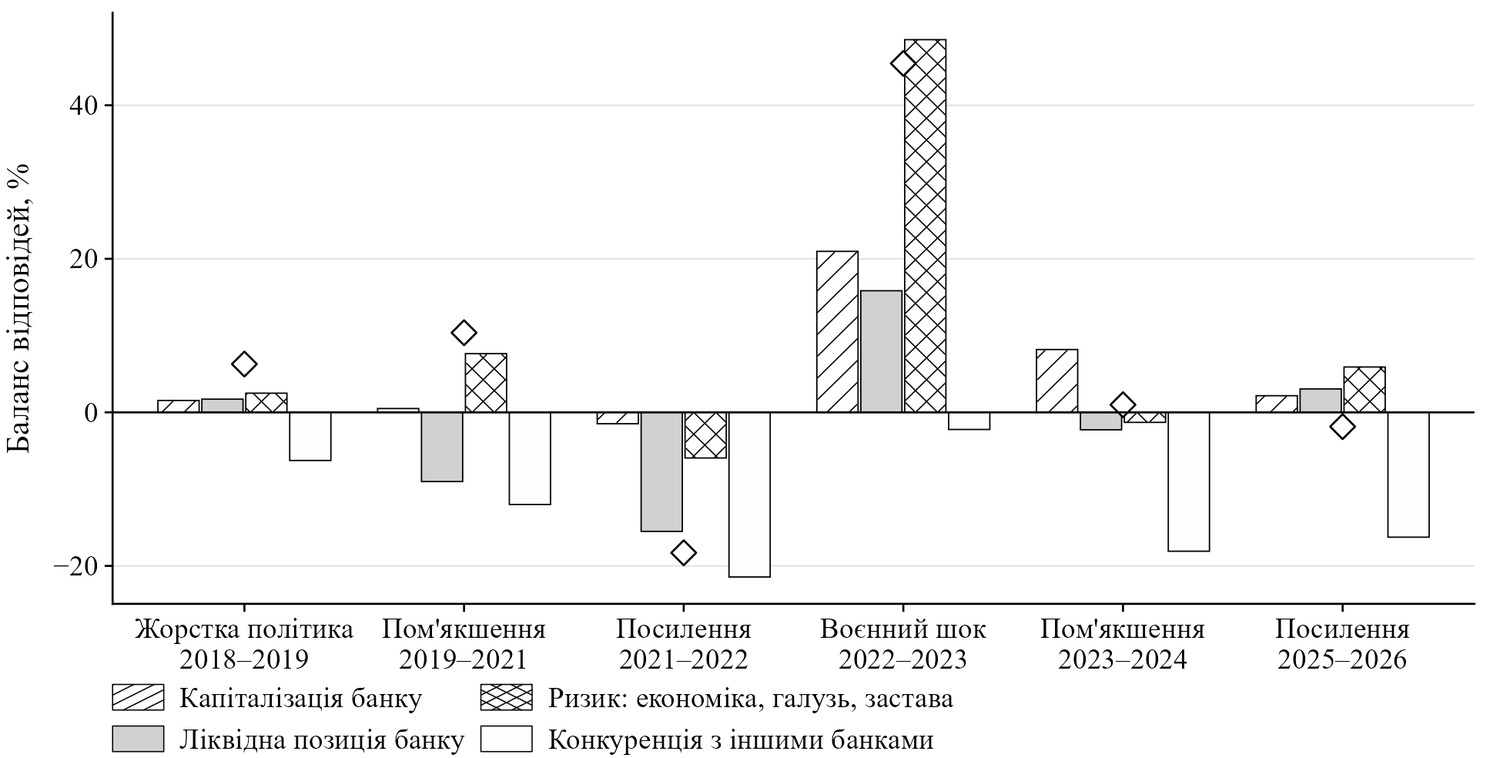 Баланс відповідей, %
40
20
0
−20
Жорстка політика
2018–2019
Пом'якшення
2019–2021
Посилення
2021–2022
Воєнний шок
2022–2023
Пом'якшення
2023–2024
Посилення
2025–2026
Капіталізація банку
Ліквідна позиція банку
Ризик: економіка, галузь, застава
Конкуренція з іншими банками